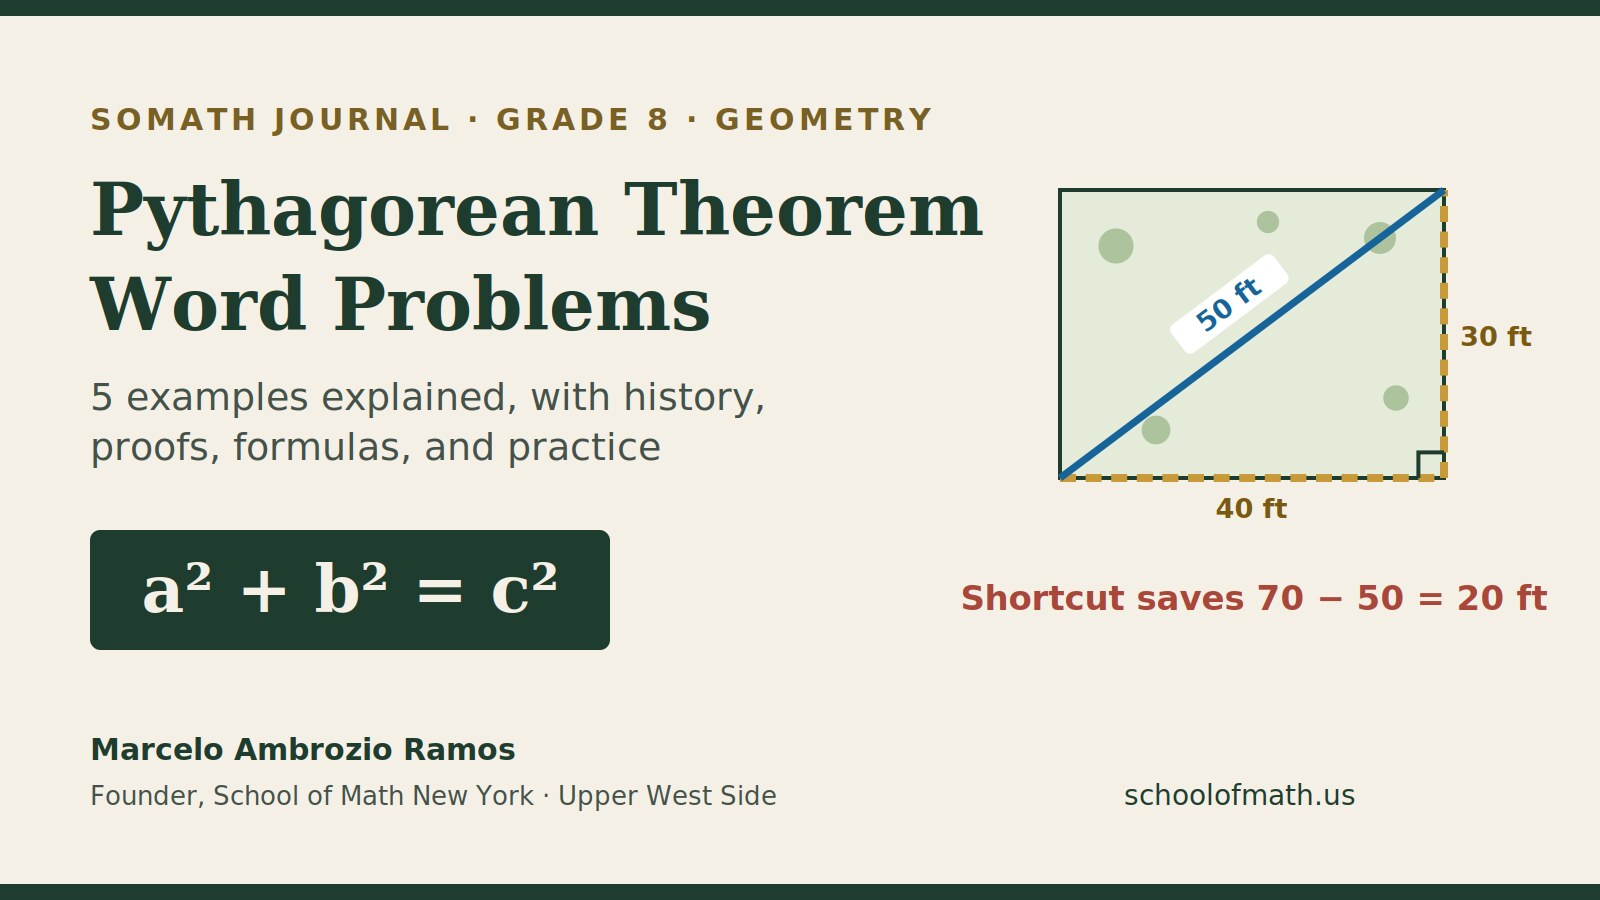 SOMATH JOURNAL · GRADE 8 · GEOMETRY
Pythagorean Theorem
Word Problems
5 examples explained, with history,
proofs, formulas, and practice
a² + b² = c²
50 ft
30 ft
40 ft
Shortcut saves 70 − 50 = 20 ft
Marcelo Ambrozio Ramos
Founder, School of Math New York · Upper West Side
schoolofmath.us